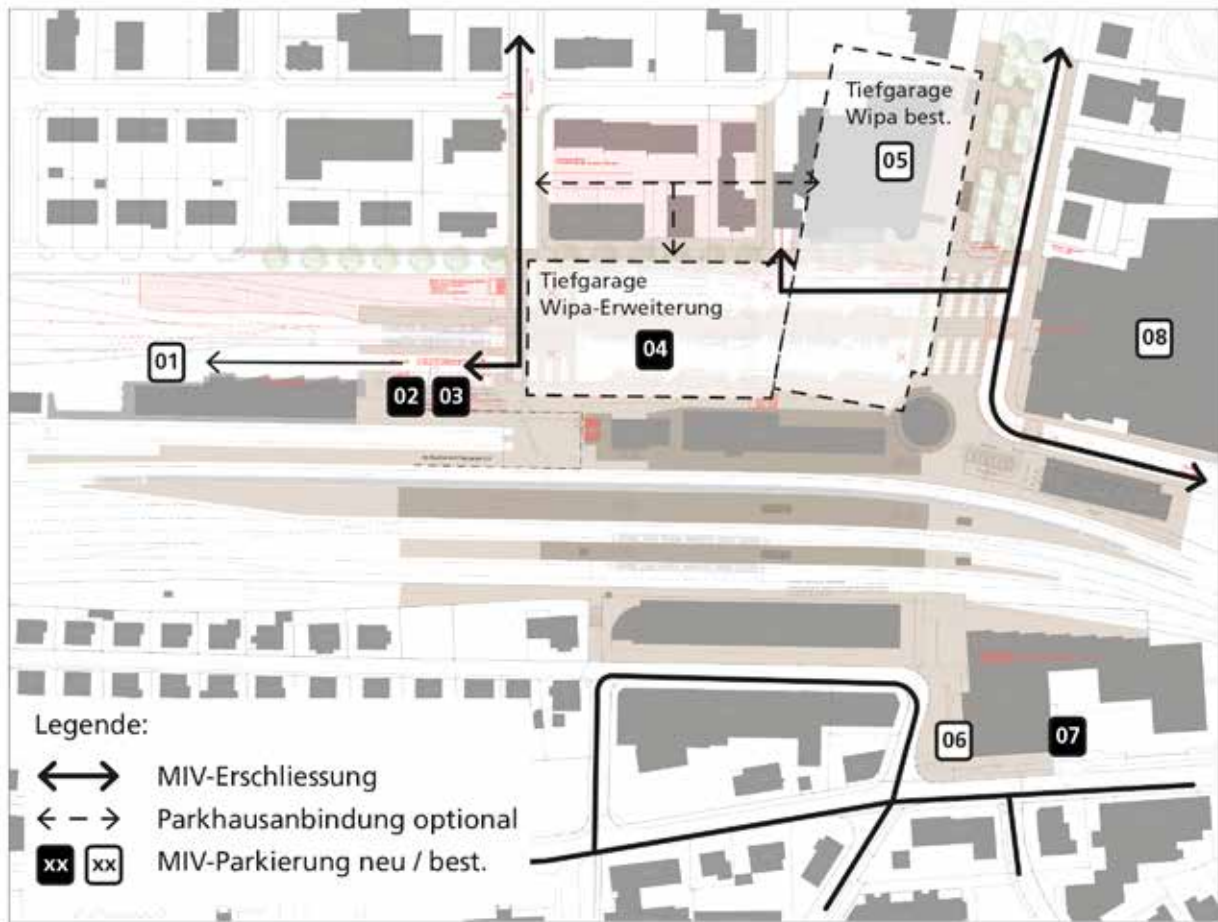 Tiefgarage
Wipa best.
05
Tiefgarage
Wipa-Erweiterung
04
01
02 03
08
06
07
Legende:
MIV-Erschliessung
Parkhausanbindung optional
xx xx MIV-Parkierung neu / best.